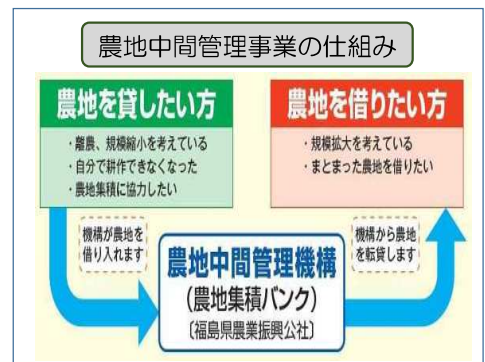 農地中間管理事業の仕組み
農地を貸したい方
・離農、規模縮小を考えている
・自分で耕作できなくなった
・農地集積に協力したい
農地を借りたい方
・規模拡大を考えている
・まとまった農地を借りたい
機構が農地を
借り入れます
農地中間管理機構
（農地集積バンク）
〔福島県農業振興公社〕
機構から農地
を転貸します